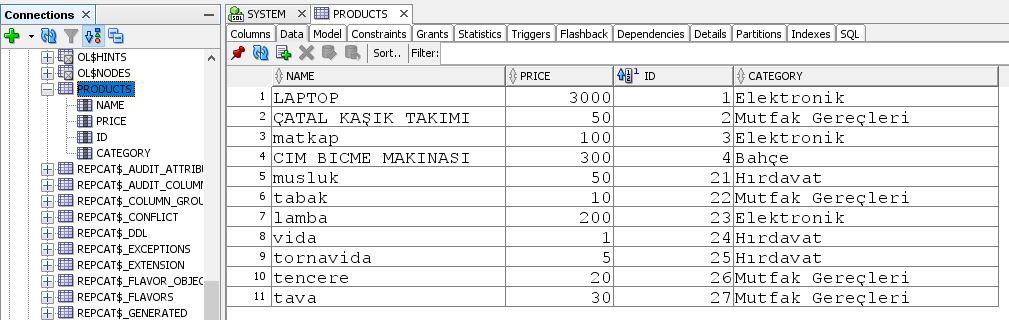 Connections
OL$HINTS
OL$NODES
PRODUCTS
NAME
PRICE
ID
CATEGORY
REPCAT$_AUDIT_ATTRIBU
REPCAT$_AUDIT_COLUMN
REPCAT$_COLUMN_GROU
REPCAT$_CONFLICT
REPCAT$_DDL
REPCAT$_EXCEPTIONS
REPCAT$_EXTENSION
REPCAT$_FLAVOR_OBJEC
REPCAT$_FLAVORS
REPCAT$_GENERATED
SYSTEM PRODUCTS
Columns Data Model Constraints Grants Statistics Triggers Flashback Dependencies Details Partitions Indexes SQL
Sort.. Filter:
NAME PRICE ID CATEGORY
1 LAPTOP 3000 1 Elektronik
2 ÇATAL KAŞIK TAKIMI 50 2 Mutfak Gereçleri
3 matkap 100 3 Elektronik
4 CIM BICME MAKINASI 300 4 Bahçe
5 musluk 50 21 Hırdavat
6 tabak 10 22 Mutfak Gereçleri
7 lamba 200 23 Elektronik
8 vida 1 24 Hırdavat
9 tornavida 5 25 Hırdavat
10 tencere 20 26 Mutfak Gereçleri
11 tava 30 27 Mutfak Gereçleri